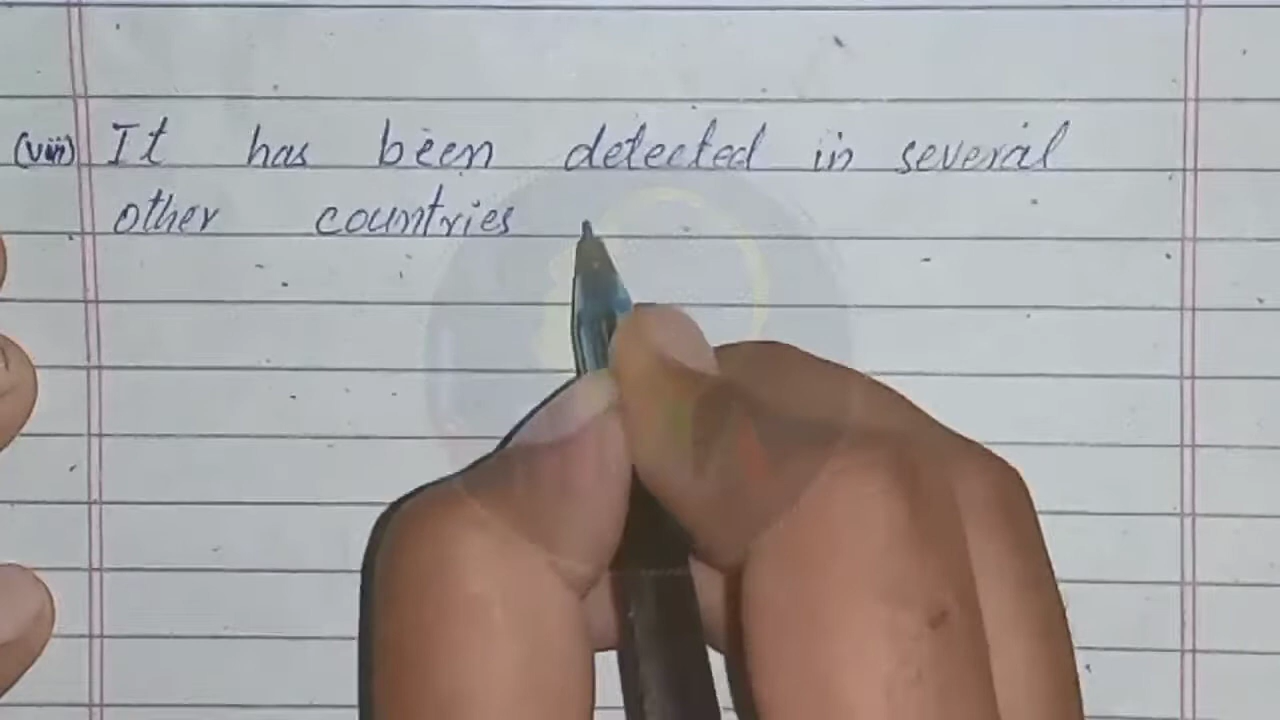 (viii) It has been detected in several
other countries